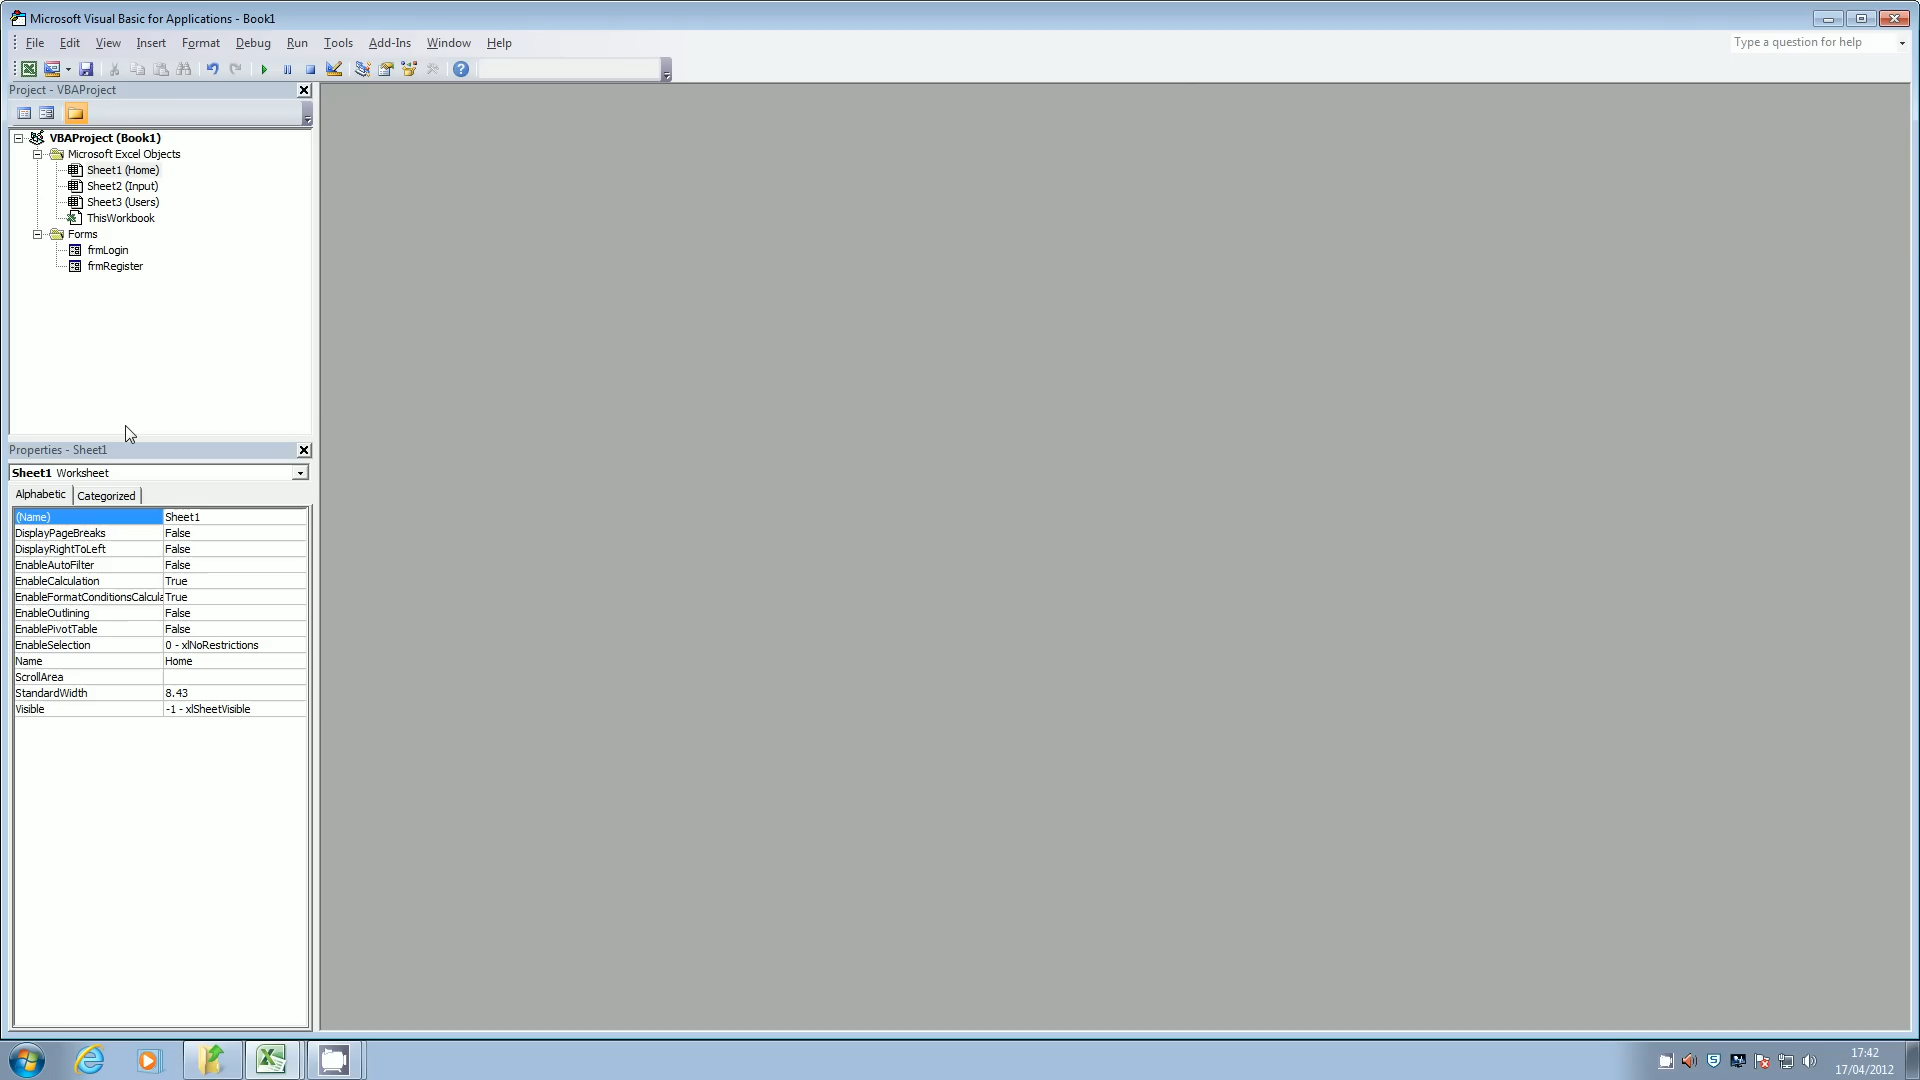 Microsoft Visual Basic for Applications - Book1
File Edit View Insert Format Debug Run Tools Add-Ins Window Help
Type a question for help
Project - VBAProject
VBAProject (Book1)
Microsoft Excel Objects
Sheet1 (Home)
Sheet2 (Input)
Sheet3 (Users)
ThisWorkbook
Forms
frmLogin
frmRegister
Properties - Sheet1
Sheet1 Worksheet
Alphabetic Categorized
(Name) Sheet1
DisplayPageBreaks False
DisplayRightToLeft False
EnableAutoFilter False
EnableCalculation True
EnableFormatConditionsCalcula True
EnableOutlining False
EnablePivotTable False
EnableSelection 0 - xlNoRestrictions
Name Home
ScrollArea
StandardWidth 8.43
Visible -1 - xlSheetVisible
17:42
17/04/2012